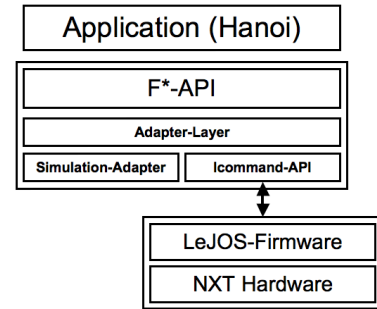 Application (Hanoi)
F*-API
Adapter-Layer
Simulation-Adapter Icommand-API
LeJOS-Firmware
NXT Hardware